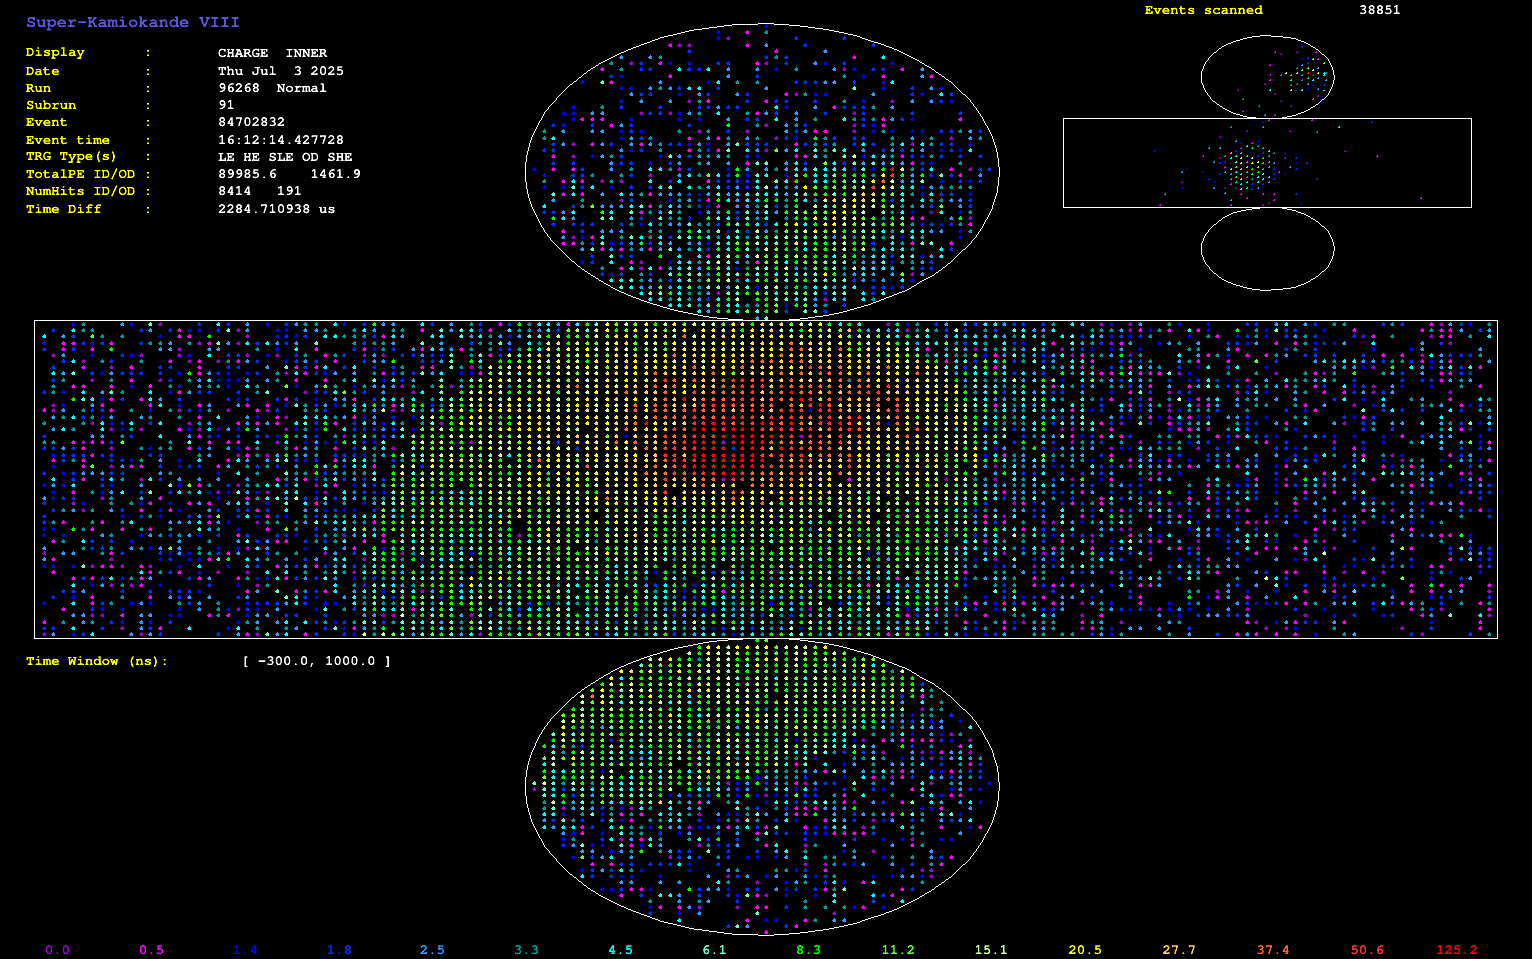 Super-Kamiokande VIII
Events scanned 38851
Display : CHARGE INNER
Date : Thu Jul 3 2025
Run : 96268 Normal
Subrun : 91
Event : 84702832
Event time : 16:12:14.427728
TRG Type(s) : LE HE SLE OD SHE
TotalPE ID/OD : 89985.6 1461.9
NumHits ID/OD : 8414 191
Time Diff : 2284.710938 us
Time Window (ns): [ -300.0, 1000.0 ]
0.0 0.5 1.4 1.8 2.5 3.3 4.5 6.1 8.3 11.2 15.1 20.5 27.7 37.4 50.6 125.2